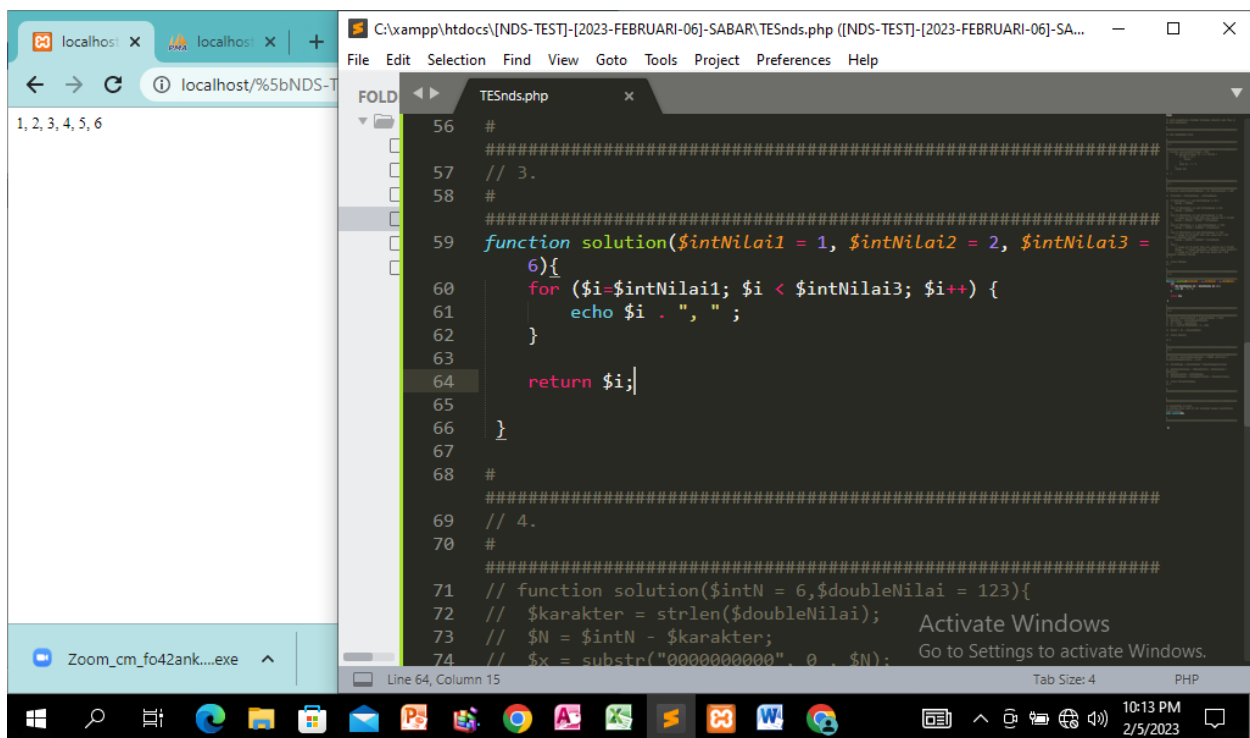 localhost
localhost
C:\xampp\htdocs\[NDS-TEST]-[2023-FEBRUARI-06]-SABAR\TESnds.php ([NDS-TEST]-[2023-FEBRUARI-06]-SA...
File Edit Selection Find View Goto Tools Project Preferences Help
localhost/%5bNDS-T
FOLD
TESnds.php
1, 2, 3, 4, 5, 6
56 #
###############################################################
57 // 3.
58 #
###############################################################
59 function solution($intNilai1 = 1, $intNilai2 = 2, $intNilai3 =
6){
60 for ($i=$intNilai1; $i < $intNilai3; $i++) {
61 echo $i . ", " ;
62 }
63
64 return $i;
65
66 }
67
68 #
###############################################################
69 // 4.
70 #
###############################################################
71 // function solution($intN = 6,$doubleNilai = 123){
72 // $karakter = strlen($doubleNilai);
73 // $N = $intN - $karakter;
74 // $x = substr("0000000000", 0 , $N);
Activate Windows
Go to Settings to activate Windows.
Zoom_cm_fo42ank....exe
Line 64, Column 15
Tab Size: 4
PHP
10:13 PM
2/5/2023